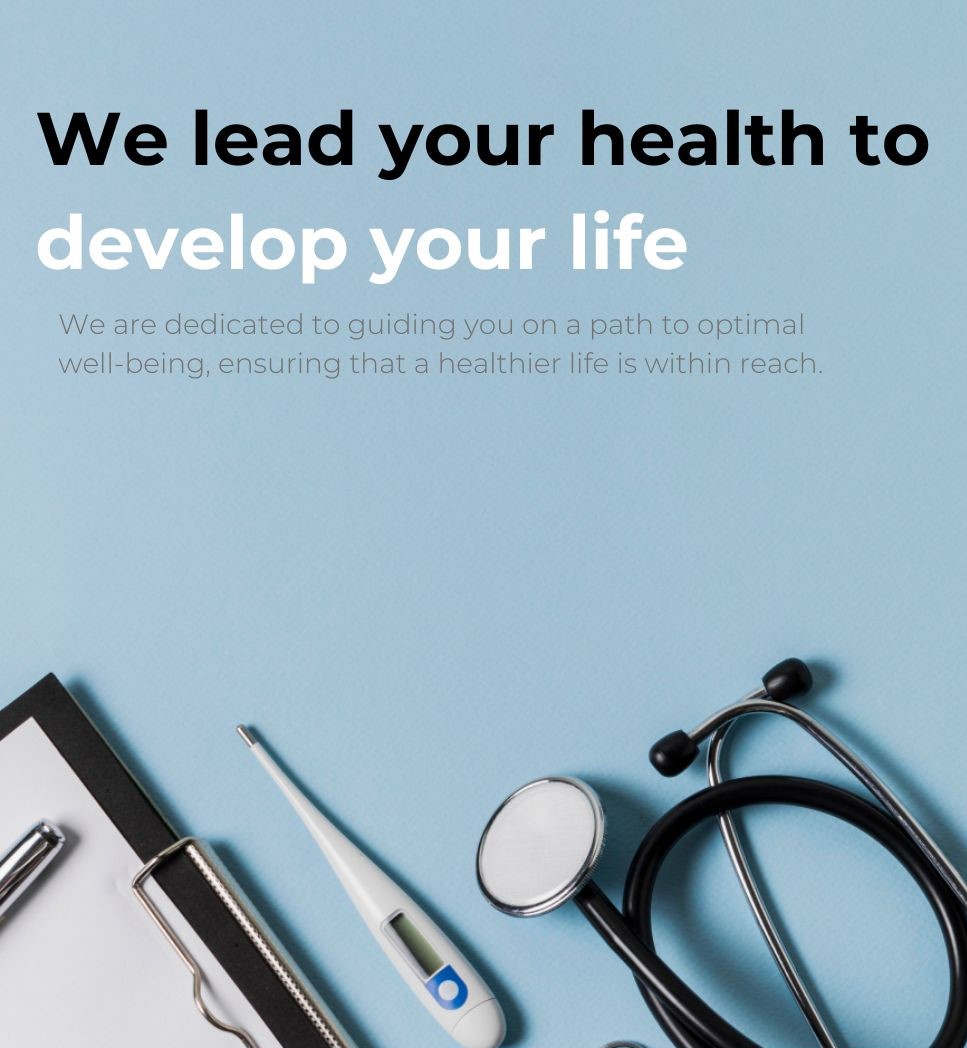 We lead your health to
develop your life
We are dedicated to guiding you on a path to optimal
well-being, ensuring that a healthier life is within reach.